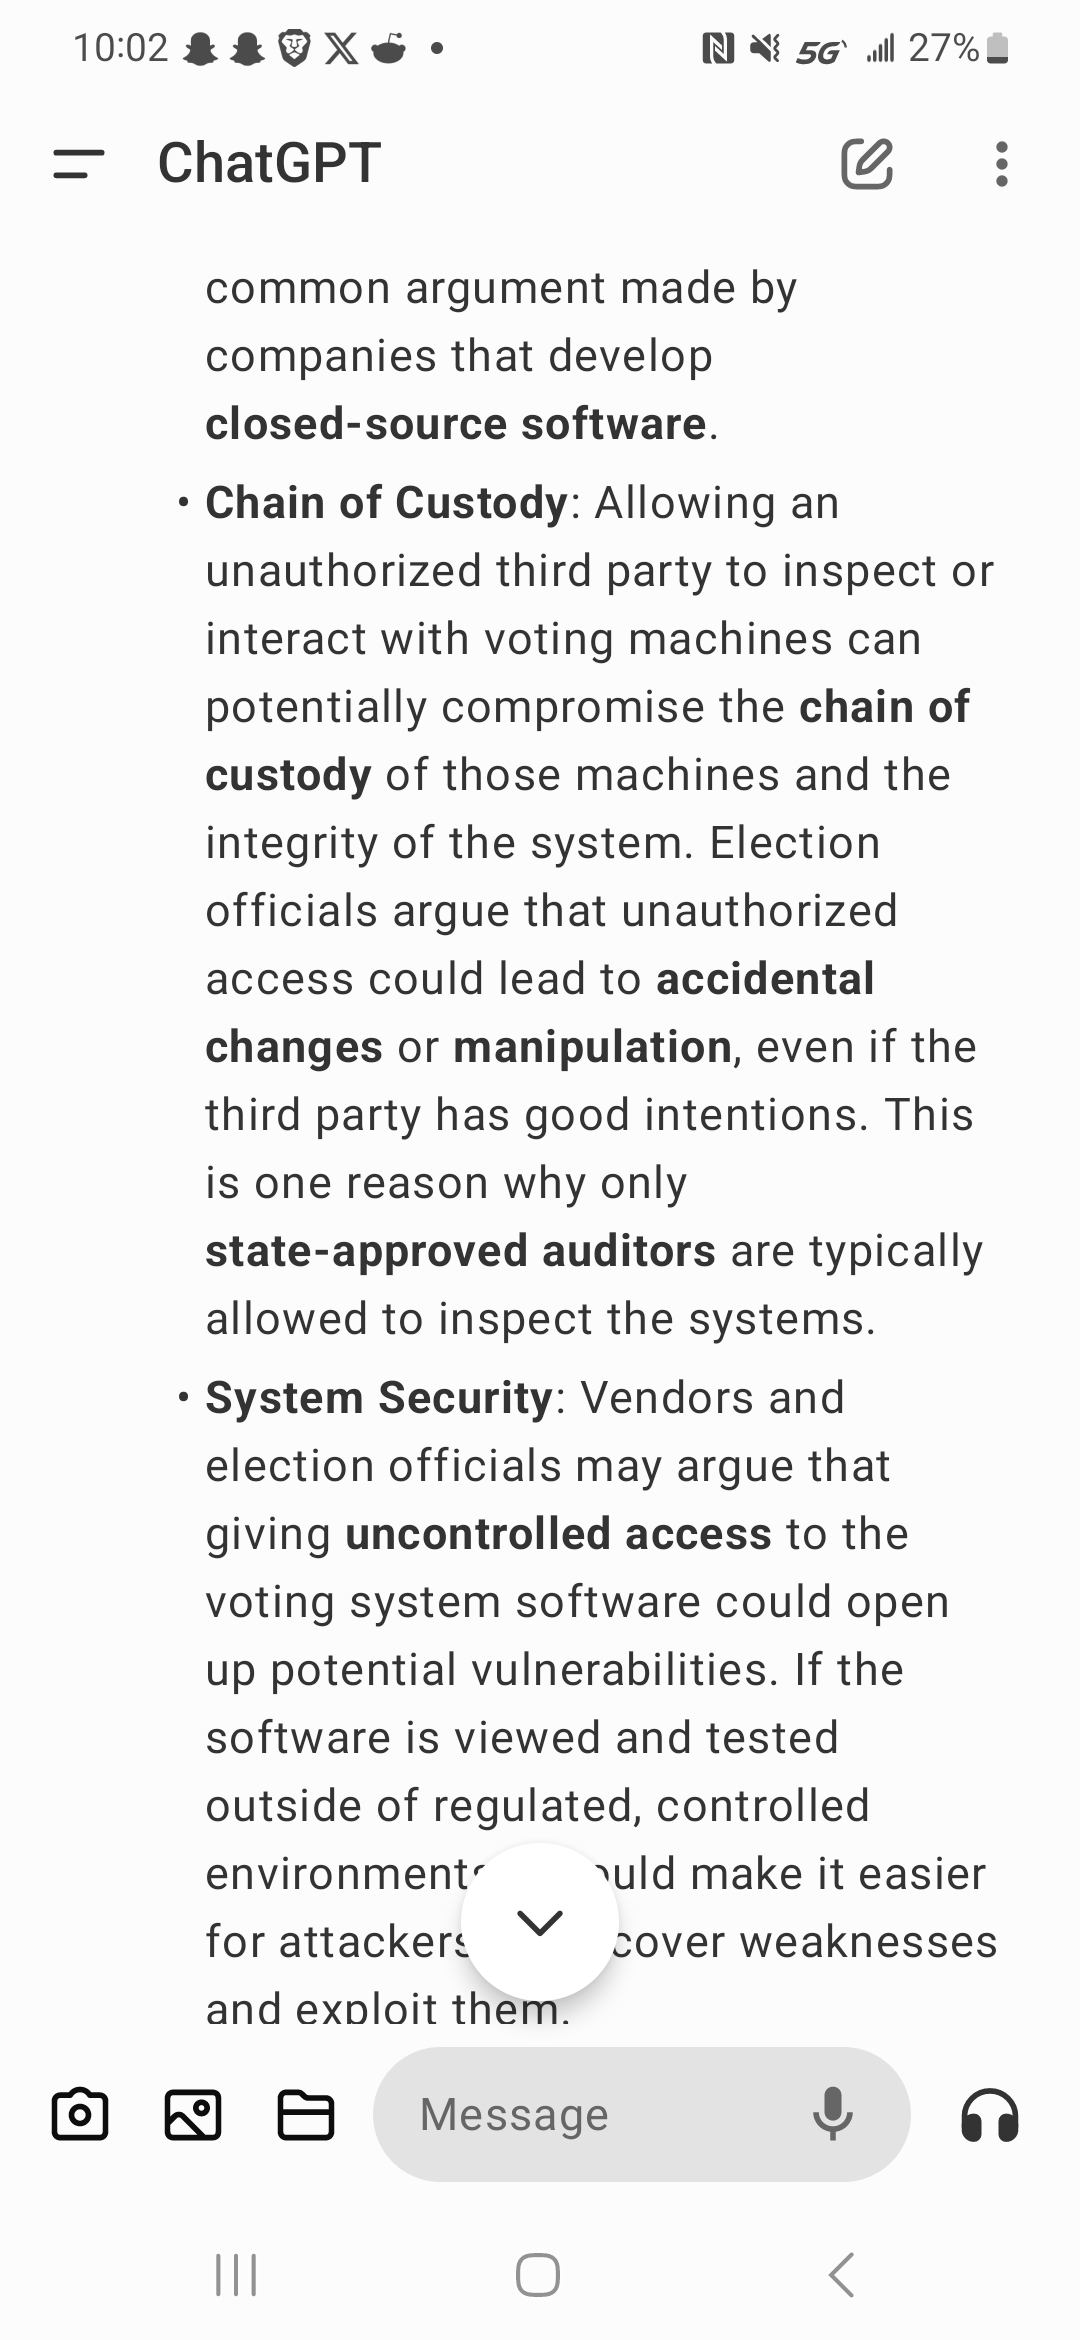 10:02 5G 27%
ChatGPT
common argument made by
companies that develop
closed-source software.
• Chain of Custody: Allowing an
unauthorized third party to inspect or
interact with voting machines can
potentially compromise the chain of
custody of those machines and the
integrity of the system. Election
officials argue that unauthorized
access could lead to accidental
changes or manipulation, even if the
third party has good intentions. This
is one reason why only
state-approved auditors are typically
allowed to inspect the systems.
• System Security: Vendors and
election officials may argue that
giving uncontrolled access to the
voting system software could open
up potential vulnerabilities. If the
software is viewed and tested
outside of regulated, controlled
environments make it easier
for attackers weaknesses
and exploit them.
Message